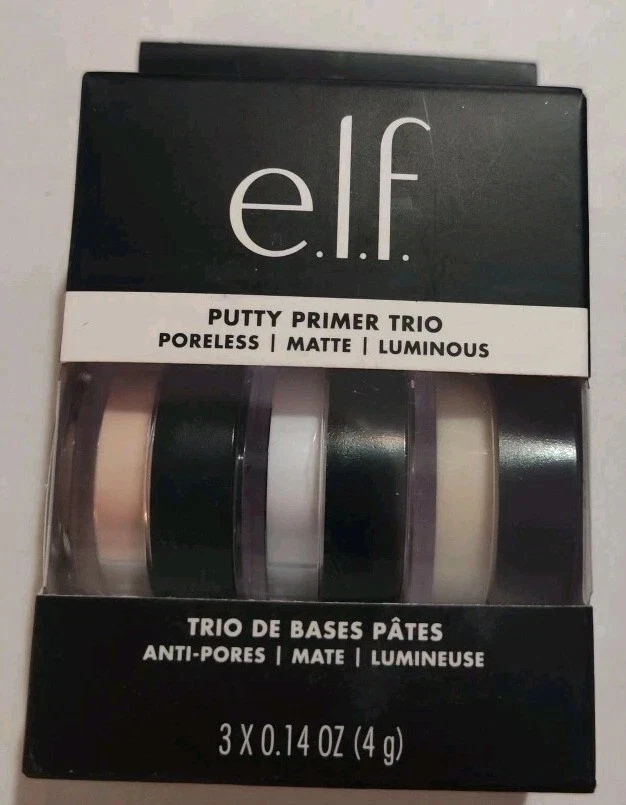 e.l.f.
PUTTY PRIMER TRIO
PORELESS | MATTE | LUMINOUS
TRIO DE BASES PÂTES
ANTI-PORES | MATE | LUMINEUSE
3 X 0.14 OZ (4 g)